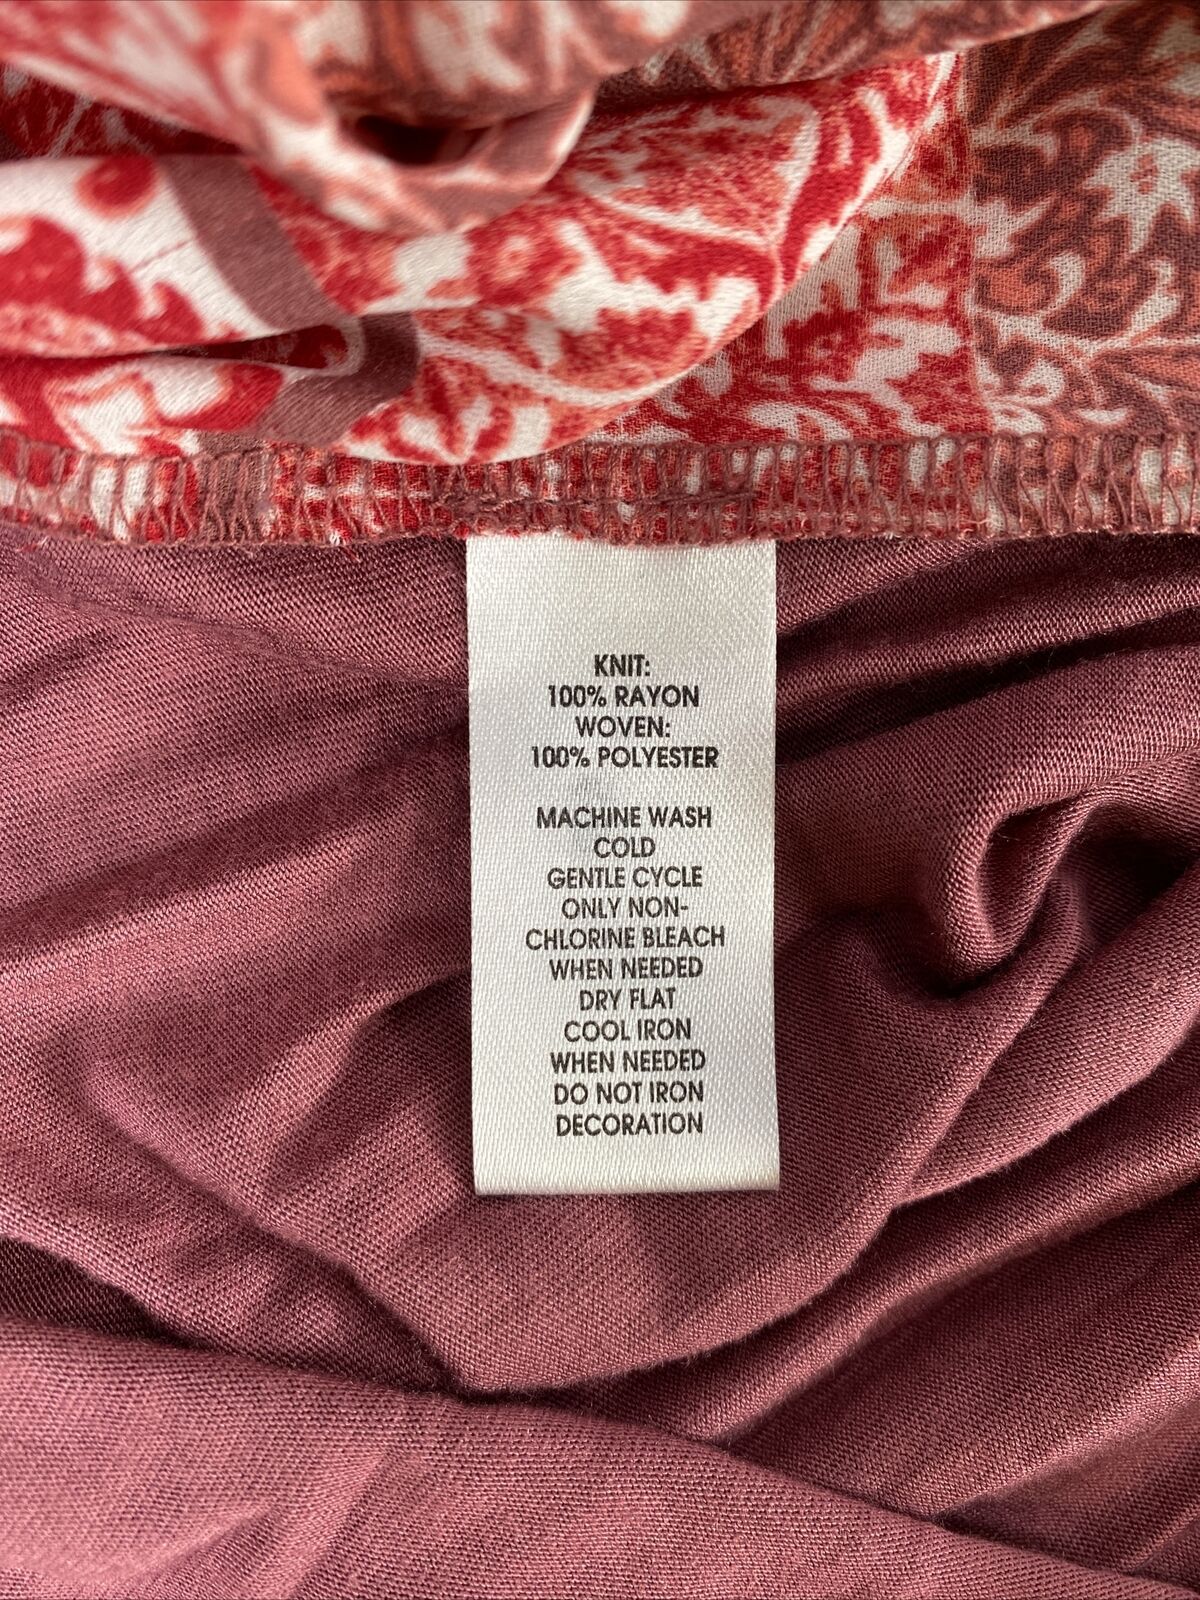 KNIT:
100% RAYON
WOVEN:
100% POLYESTER
MACHINE WASH
COLD
GENTLE CYCLE
ONLY NON-
CHLORINE BLEACH
WHEN NEEDED
DRY FLAT
COOL IRON
WHEN NEEDED
DO NOT IRON
DECORATION